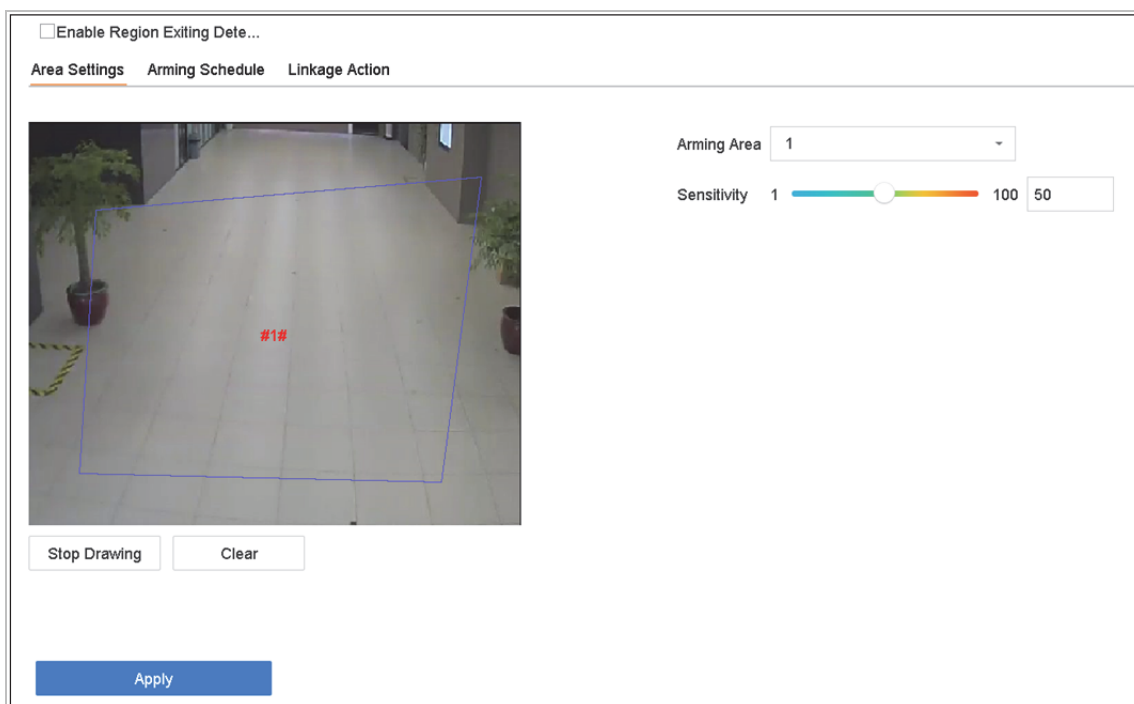 Enable Region Exiting Dete...
Area Settings Arming Schedule Linkage Action
Arming Area 1
Sensitivity 1 100 50
#1#
Stop Drawing Clear
Apply